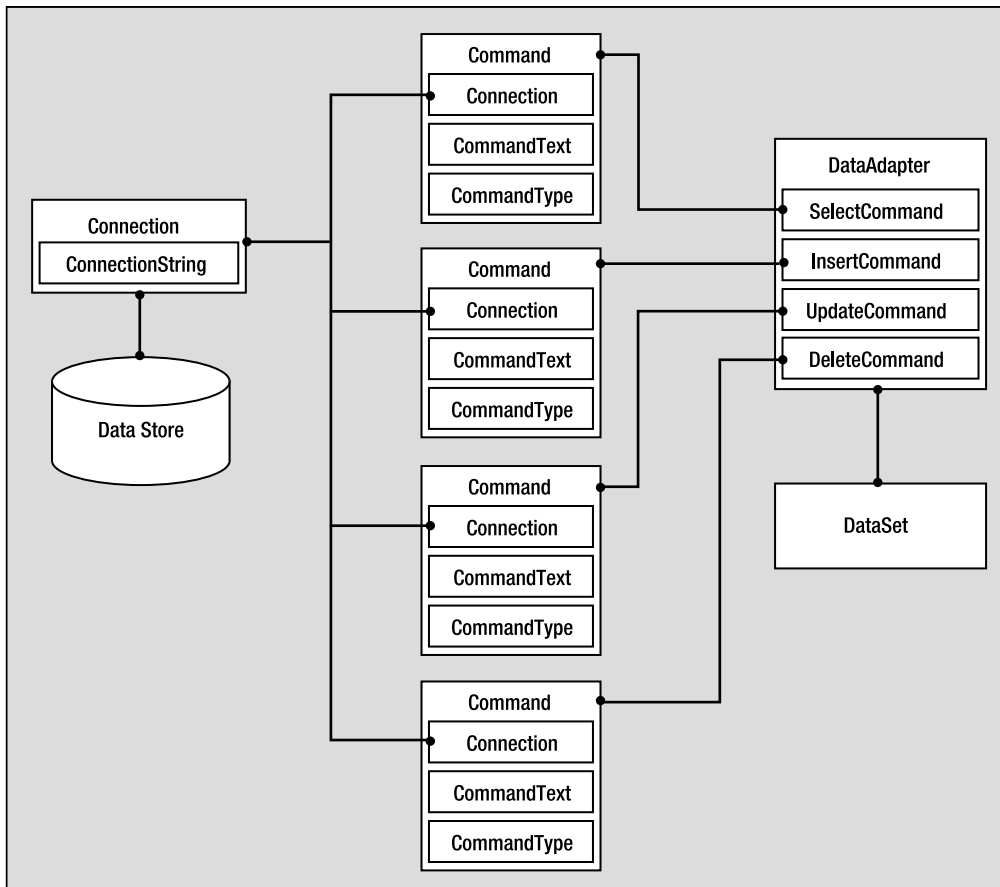 Connection
ConnectionString
Data Store
Command
Connection
CommandText
CommandType
Command
Connection
CommandText
CommandType
Command
Connection
CommandText
CommandType
Command
Connection
CommandText
CommandType
DataAdapter
SelectCommand
InsertCommand
UpdateCommand
DeleteCommand
DataSet